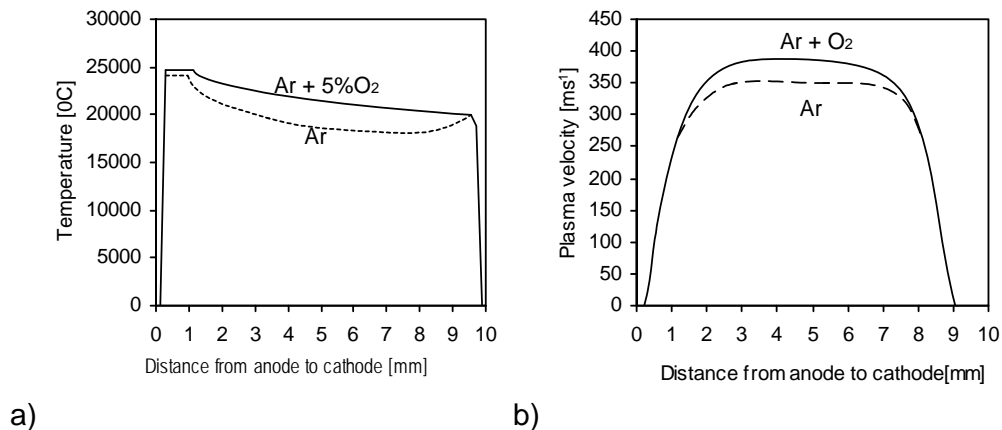 30000
25000
20000
15000
10000
5000
0
Temperature [0C]
Ar + 5%O2
Ar
0 1 2 3 4 5 6 7 8 9 10
Distance from anode to cathode [mm]
a)
450
400
350
300
250
200
150
100
50
0
Plasma velocity [ms¹]
Ar + O2
Ar
0 1 2 3 4 5 6 7 8 9 10
Distance from anode to cathode[mm]
b)